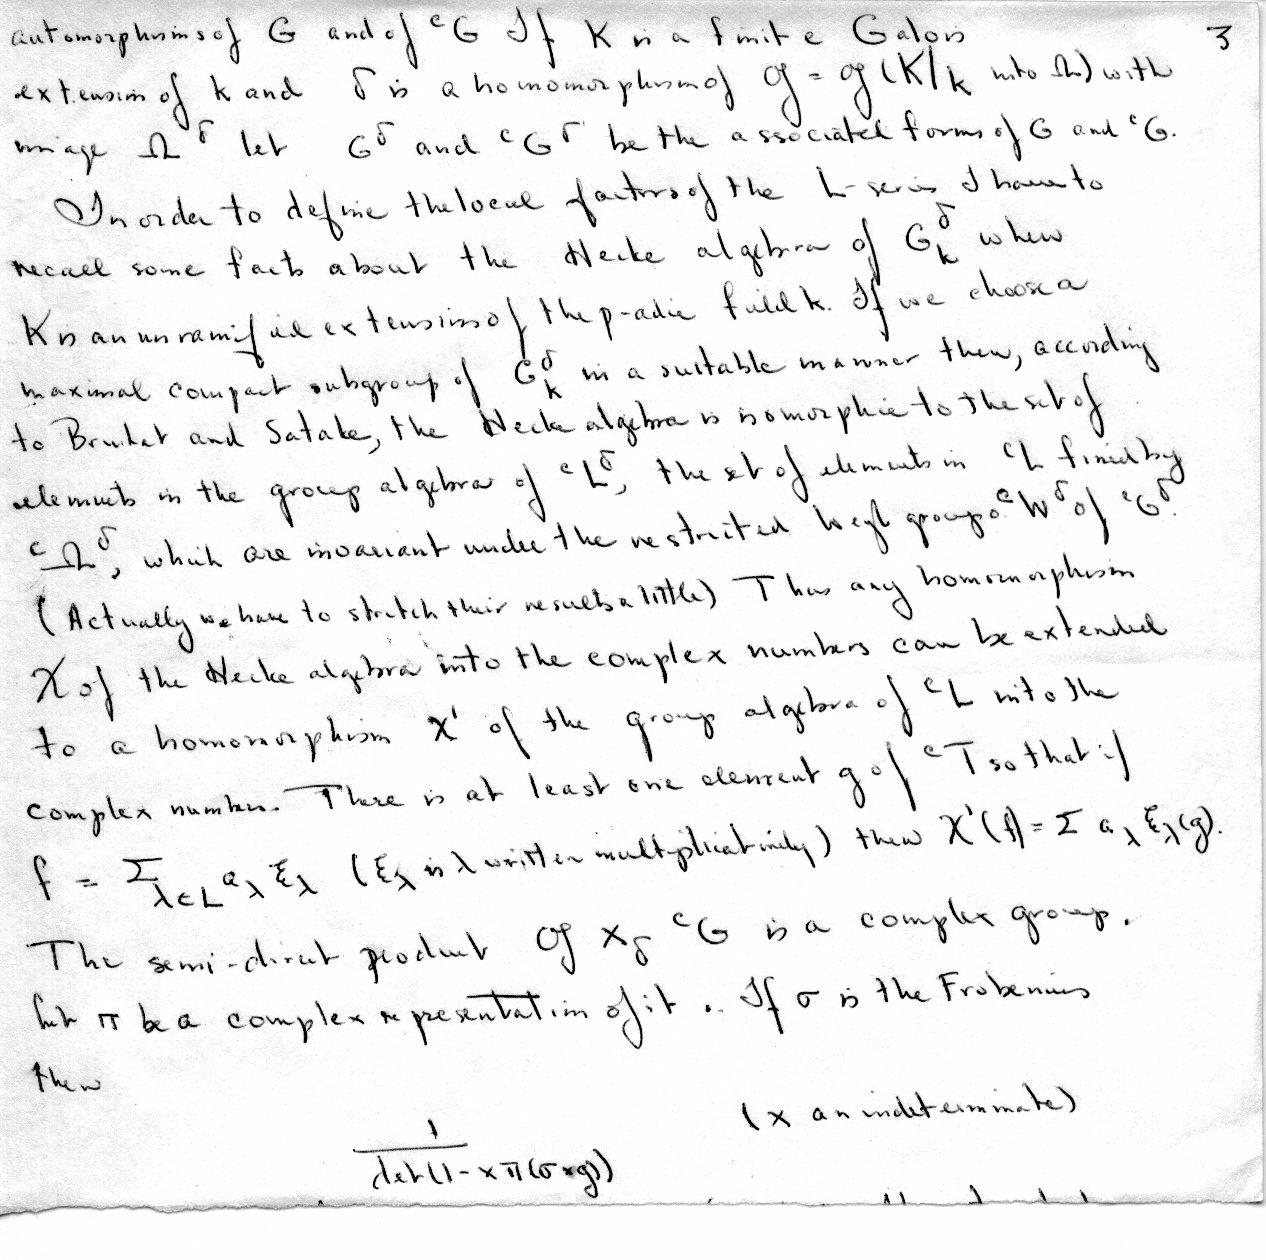 automorphisms of G and of ᶜG If K is a finite Galois 3
extension of k and δ is a homomorphism of 𝔤 = 𝔤(K/k into Ω) with
image Ω^δ let G^δ and ᶜG^δ be the associated forms of G and ᶜG.
In order to define the local factors of the L-series I have to
recall some facts about the Hecke algebra of G_k^δ when
K is an unramified extension of the p-adic field k. If we choose a
maximal compact subgroup of G_k^δ in a suitable manner then, according
to Bruhat and Satake, the Hecke algebra is isomorphic to the set of
elements in the group algebra of ᶜL^δ, the set of elements in ᶜL fixed by
ᶜΩ^δ, which are invariant under the restricted Weyl group ᶜW^δ of ᶜG^δ.
(Actually we have to stretch their results a little) Thus any homomorphism
χ of the Hecke algebra into the complex numbers can be extended
to a homomorphism χ' of the group algebra of ᶜL into the
complex numbers. There is at least one element g of ᶜT so that if
f = Σ_{λ∈L} a_λ ξ_λ (ξ_λ is λ written multiplicatively) then χ'(f) = Σ a_λ ξ_λ(g).
The semi-direct product 𝔤 ×_δ ᶜG is a complex group.
Let π be a complex representation of it. If σ is the Frobenius
then
(x an indeterminate)
1/det(1-xπ(σ×g))